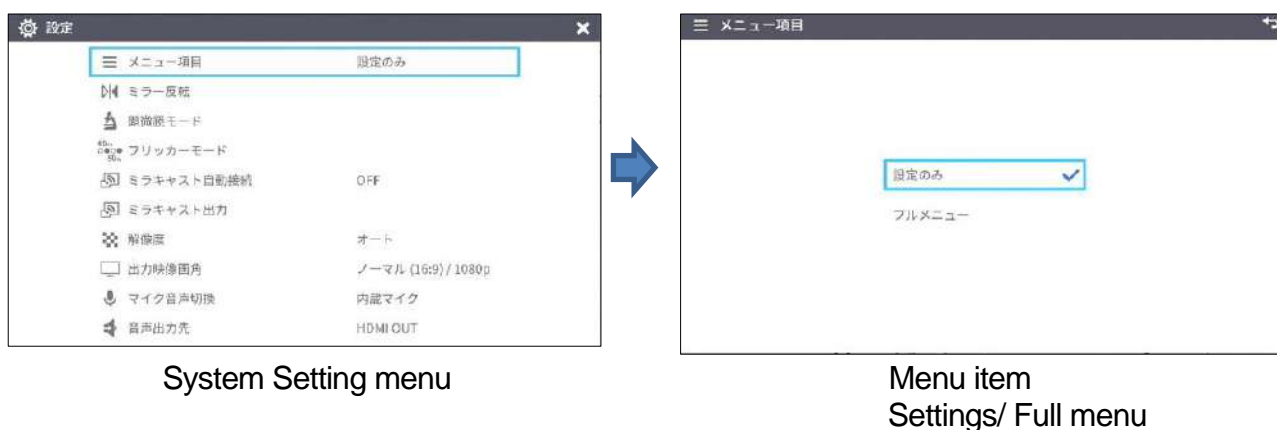 設定
メニュー項目 設定のみ
ミラー反転
顕微鏡モード
フリッカーモード
ミラキャスト自動接続 OFF
ミラキャスト出力
解像度 オート
出力映像画角 ノーマル (16:9) / 1080p
マイク音声切換 内蔵マイク
音声出力先 HDMI OUT
System Setting menu
メニュー項目
設定のみ
フルメニュー
Menu item
Settings/ Full menu